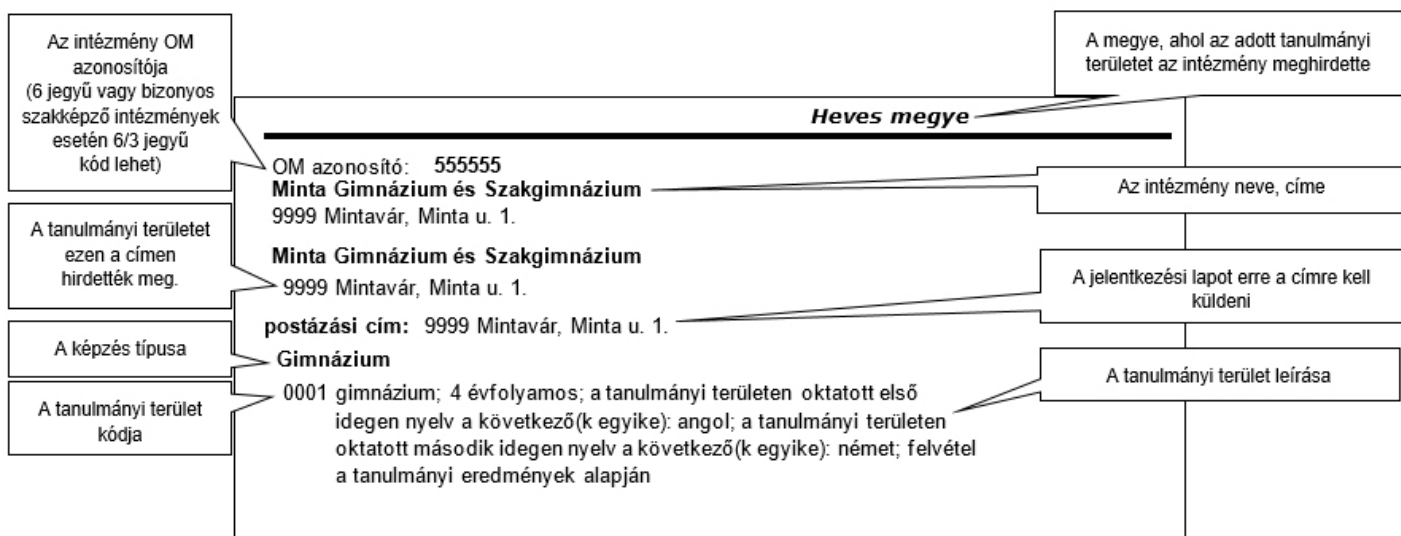 Az intézmény OM
azonosítója
(6 jegyű vagy bizonyos
szakképző intézmények
esetén 6/3 jegyű
kód lehet)
A megye, ahol az adott tanulmányi
területet az intézmény meghirdette
Heves megye
OM azonosító: 555555
Minta Gimnázium és Szakgimnázium
9999 Mintavár, Minta u. 1.
Az intézmény neve, címe
A tanulmányi területet
ezen a címen
hirdették meg.
Minta Gimnázium és Szakgimnázium
9999 Mintavár, Minta u. 1.
A jelentkezési lapot erre a címre kell
küldeni
postázási cím: 9999 Mintavár, Minta u. 1.
A képzés típusa
Gimnázium
A tanulmányi terület leírása
A tanulmányi terület
kódja
0001 gimnázium; 4 évfolyamos; a tanulmányi területen oktatott első
idegen nyelv a következő(k egyike): angol; a tanulmányi területen
oktatott második idegen nyelv a következő(k egyike): német; felvétel
a tanulmányi eredmények alapján